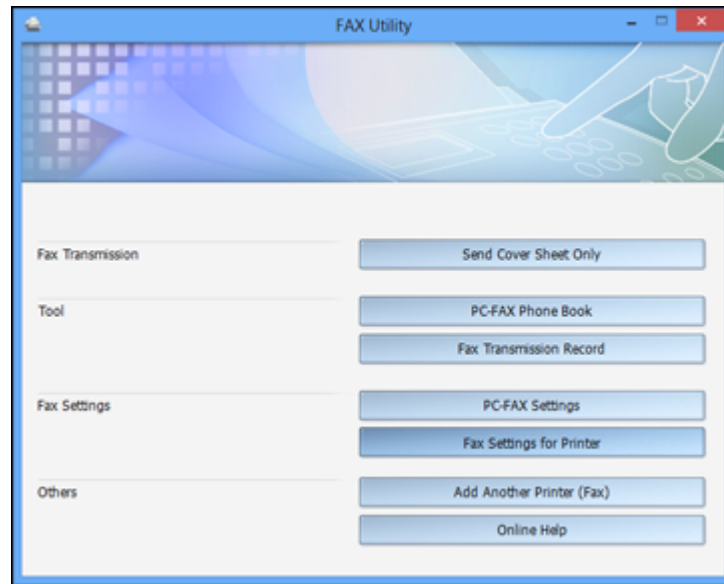 FAX Utility
Fax Transmission
Send Cover Sheet Only
Tool
PC-FAX Phone Book
Fax Transmission Record
Fax Settings
PC-FAX Settings
Fax Settings for Printer
Others
Add Another Printer (Fax)
Online Help